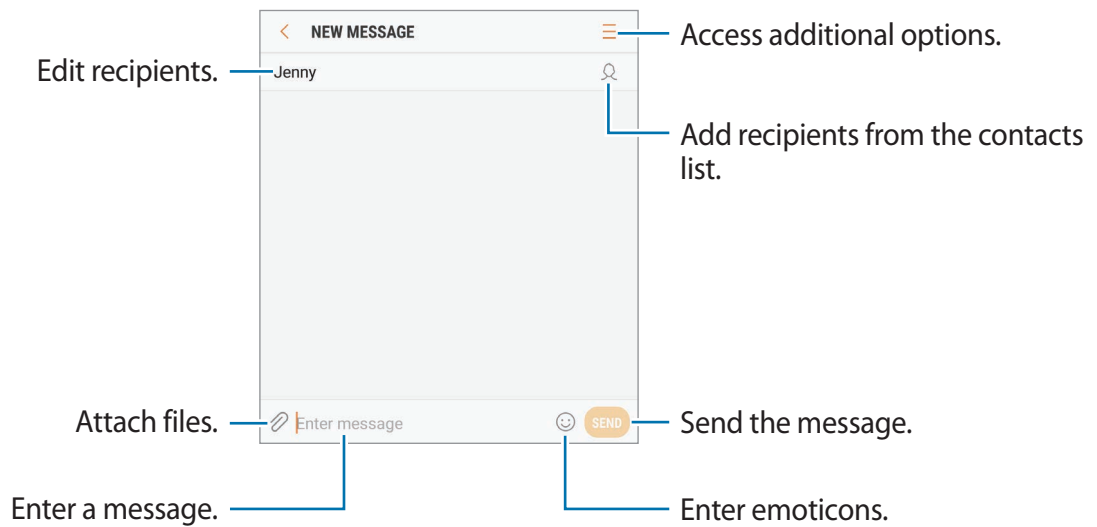 NEW MESSAGE
Access additional options.
Edit recipients.
Jenny
Add recipients from the contacts
list.
Attach files.
Enter message
SEND
Send the message.
Enter a message.
Enter emoticons.